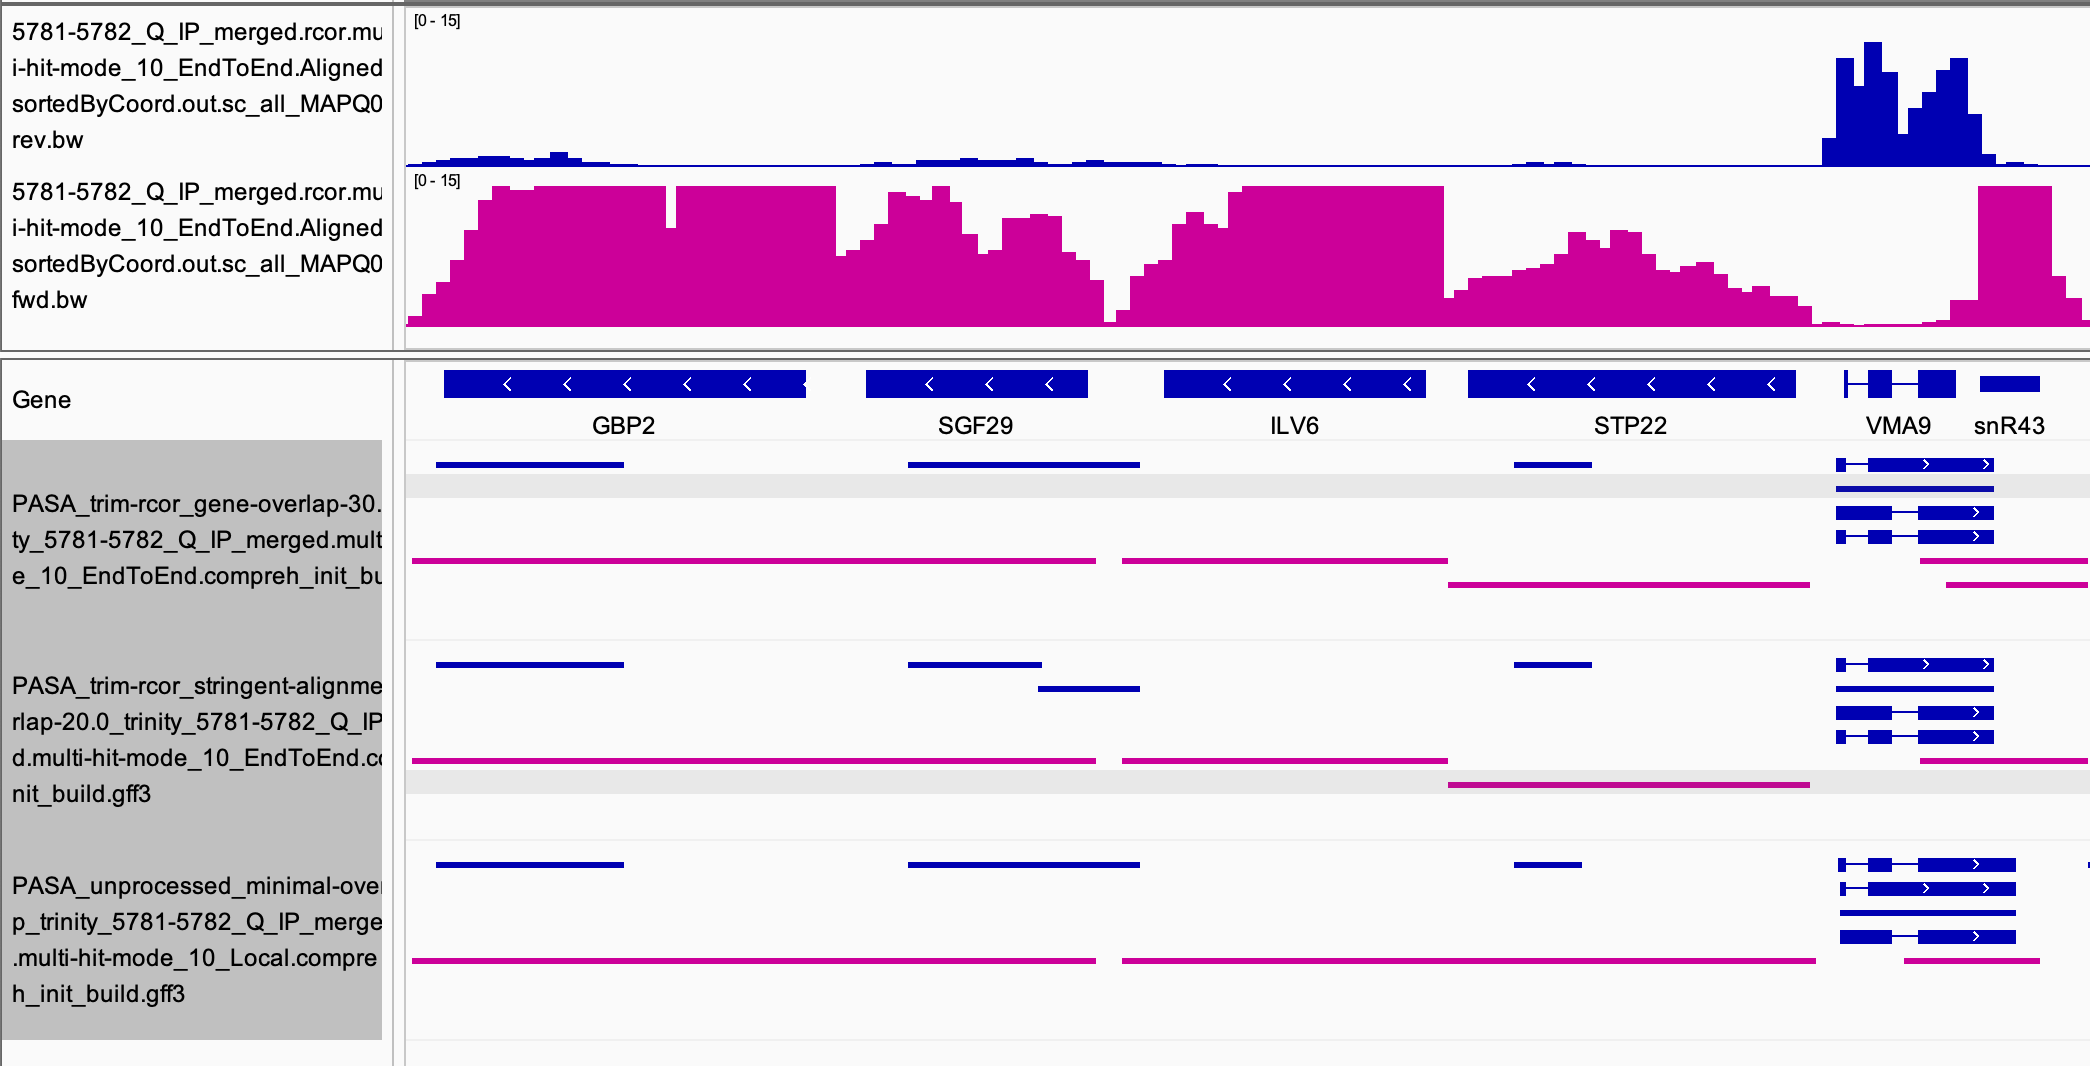 5781-5782_Q_IP_merged.rcor.mu
i-hit-mode_10_EndToEnd.Aligned
sortedByCoord.out.sc_all_MAPQ0
rev.bw
[0 - 15]
5781-5782_Q_IP_merged.rcor.mu
i-hit-mode_10_EndToEnd.Aligned
sortedByCoord.out.sc_all_MAPQ0
fwd.bw
[0 - 15]
Gene
GBP2 SGF29 ILV6 STP22 VMA9 snR43
PASA_trim-rcor_gene-overlap-30.
ty_5781-5782_Q_IP_merged.mult
e_10_EndToEnd.compreh_init_bu
PASA_trim-rcor_stringent-alignme
rlap-20.0_trinity_5781-5782_Q_IP
d.multi-hit-mode_10_EndToEnd.co
nit_build.gff3
PASA_unprocessed_minimal-over
p_trinity_5781-5782_Q_IP_merge
.multi-hit-mode_10_Local.compre
h_init_build.gff3